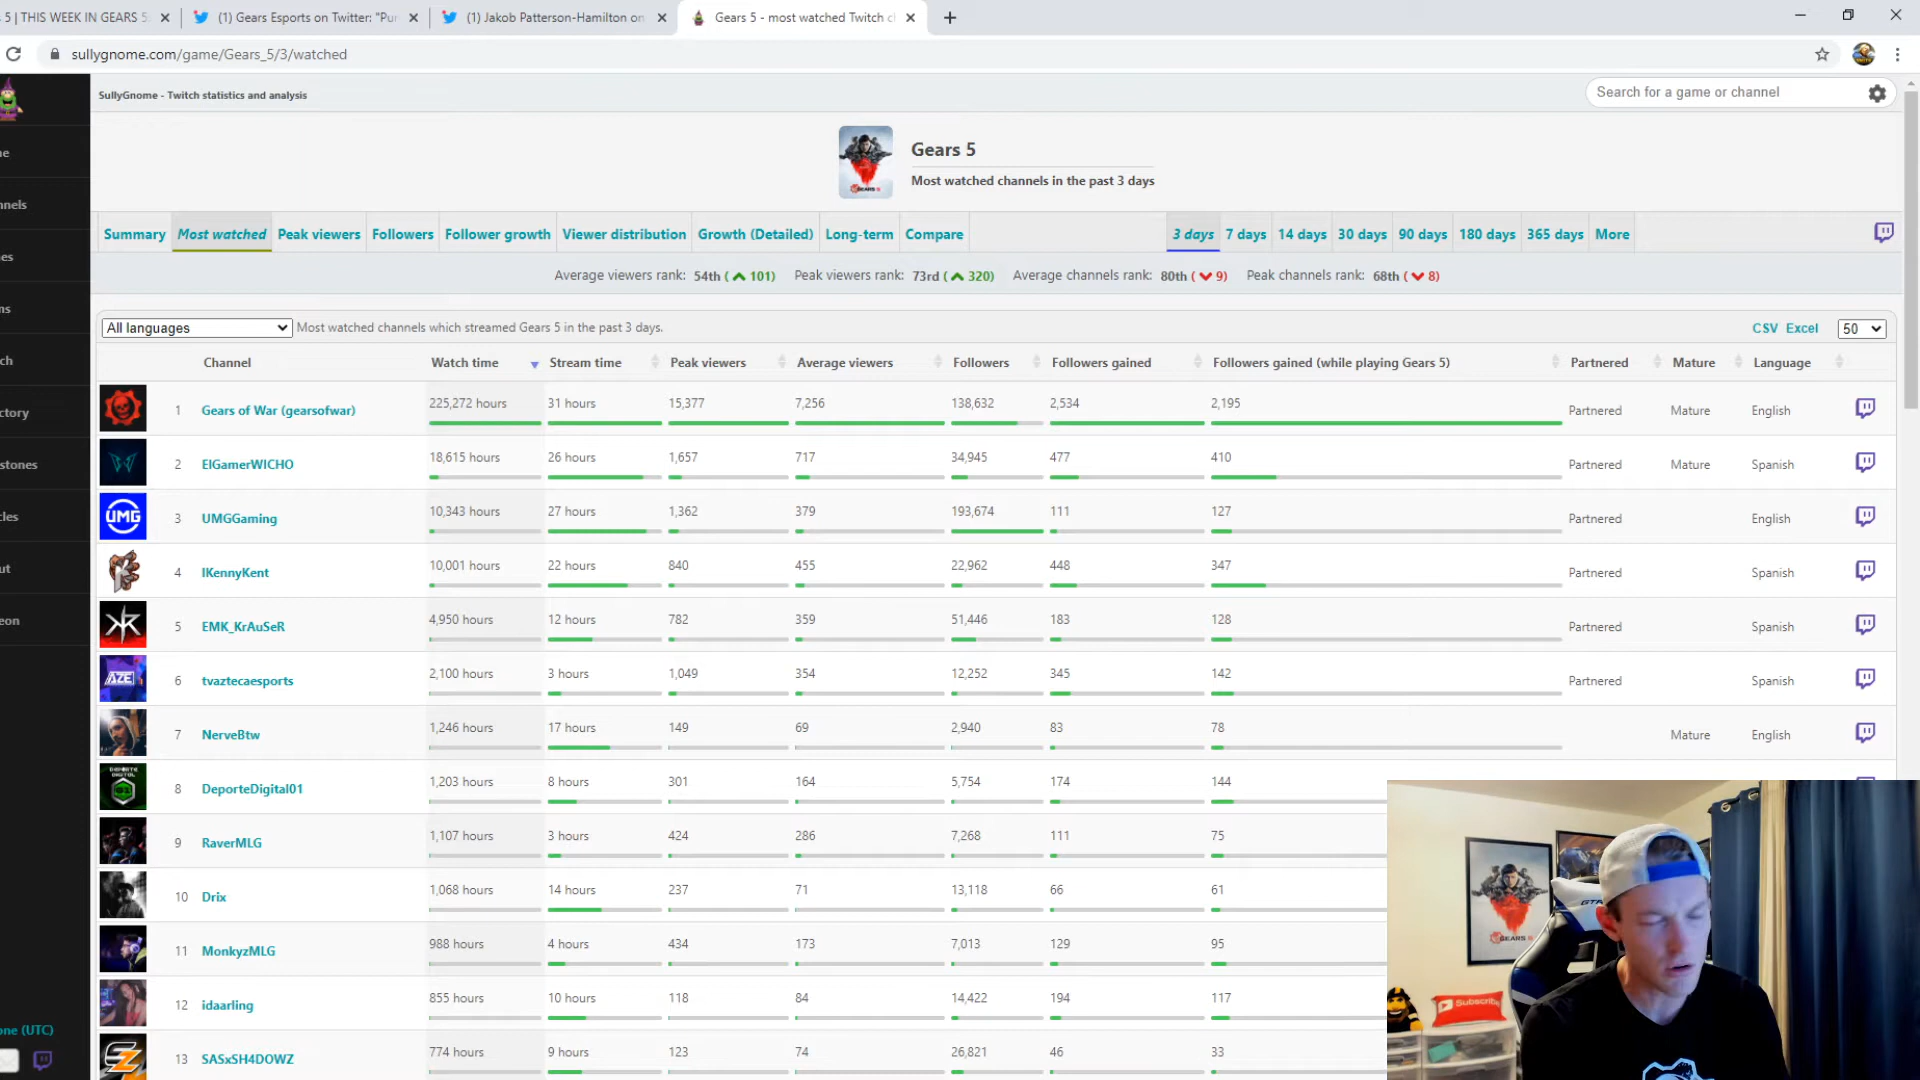 5 | THIS WEEK IN GEARS 5
(1) Gears Esports on Twitter: "Pur
(1) Jakob Patterson-Hamilton on
Gears 5 - most watched Twitch c
sullygnome.com/game/Gears_5/3/watched
SullyGnome - Twitch statistics and analysis
Search for a game or channel
Gears 5
Most watched channels in the past 3 days
Summary Most watched Peak viewers Followers Follower growth Viewer distribution Growth (Detailed) Long-term Compare 3 days 7 days 14 days 30 days 90 days 180 days 365 days More
Average viewers rank: 54th ( 101) Peak viewers rank: 73rd ( 320) Average channels rank: 80th ( 9) Peak channels rank: 68th ( 8)
All languages Most watched channels which streamed Gears 5 in the past 3 days. CSV Excel 50
Channel Watch time Stream time Peak viewers Average viewers Followers Followers gained Followers gained (while playing Gears 5) Partnered Mature Language
1 Gears of War (gearsofwar) 225,272 hours 31 hours 15,377 7,256 138,632 2,534 2,195 Partnered Mature English
2 ElGamerWICHO 18,615 hours 26 hours 1,657 717 34,945 477 410 Partnered Mature Spanish
UMG 3 UMGGaming 10,343 hours 27 hours 1,362 379 193,674 111 127 Partnered English
4 IKennyKent 10,001 hours 22 hours 840 455 22,962 448 347 Partnered Spanish
5 EMK_KrAuSeR 4,950 hours 12 hours 782 359 51,446 183 128 Partnered Spanish
AZE 6 tvaztecaesports 2,100 hours 3 hours 1,049 354 12,252 345 142 Partnered Spanish
7 NerveBtw 1,246 hours 17 hours 149 69 2,940 83 78 Mature English
8 DeporteDigital01 1,203 hours 8 hours 301 164 5,754 174 144
9 RaverMLG 1,107 hours 3 hours 424 286 7,268 111 75
10 Drix 1,068 hours 14 hours 237 71 13,118 66 61
11 MonkyzMLG 988 hours 4 hours 434 173 7,013 129 95
12 idaarling 855 hours 10 hours 118 84 14,422 194 117
13 SASxSH4DOWZ 774 hours 9 hours 123 74 26,821 46 33
ne
nnels
es
ns
ch
ctory
stones
cles
ut
eon
one (UTC)
GEARS
Subscribe